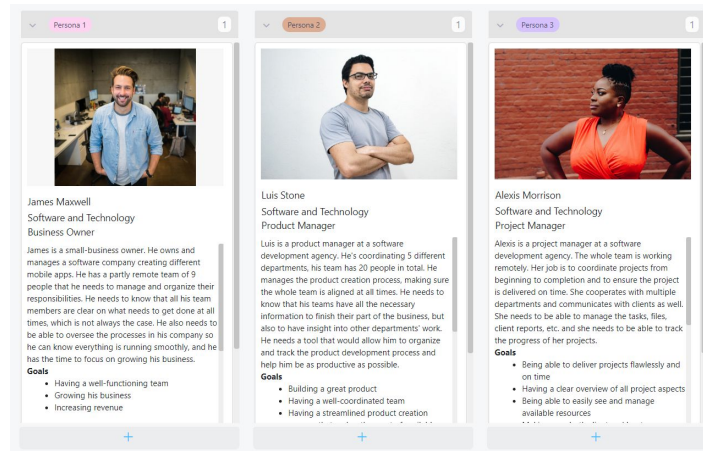 Persona 1
1
James Maxwell
Software and Technology
Business Owner
James is a small-business owner. He owns and
manages a software company creating different
mobile apps. He has a partly remote team of 9
people that he needs to manage and organize their
responsibilities. He needs to know that all his team
members are clear on what needs to get done at all
times, which is not always the case. He also needs to
be able to oversee the processes in his company so
he can know everything is running smoothly, and he
has the time to focus on growing his business.
Goals
• Having a well-functioning team
• Growing his business
• Increasing revenue
+
Persona 2
1
Luis Stone
Software and Technology
Product Manager
Luis is a product manager at a software
development agency. He's coordinating 5 different
departments, his team has 20 people in total. He
manages the product creation process, making sure
the whole team is aligned at all times. He needs to
know that his teams have all the necessary
information to finish their part of the business, but
also to have insight into other departments' work.
He needs a tool that would allow him to organize
and track the product development process and
help him be as productive as possible.
Goals
• Building a great product
• Having a well-coordinated team
• Having a streamlined product creation
+
Persona 3
1
Alexis Morrison
Software and Technology
Project Manager
Alexis is a project manager at a software
development agency. The whole team is working
remotely. Her job is to coordinate projects from
beginning to completion and to ensure the project
is delivered on time. She cooperates with multiple
departments and communicates with clients as well.
She needs to be able to manage the tasks, files,
client reports, etc. and she needs to be able to track
the progress of her projects.
Goals
• Being able to deliver projects flawlessly and
on time
• Having a clear overview of all project aspects
• Being able to easily see and manage
available resources
+